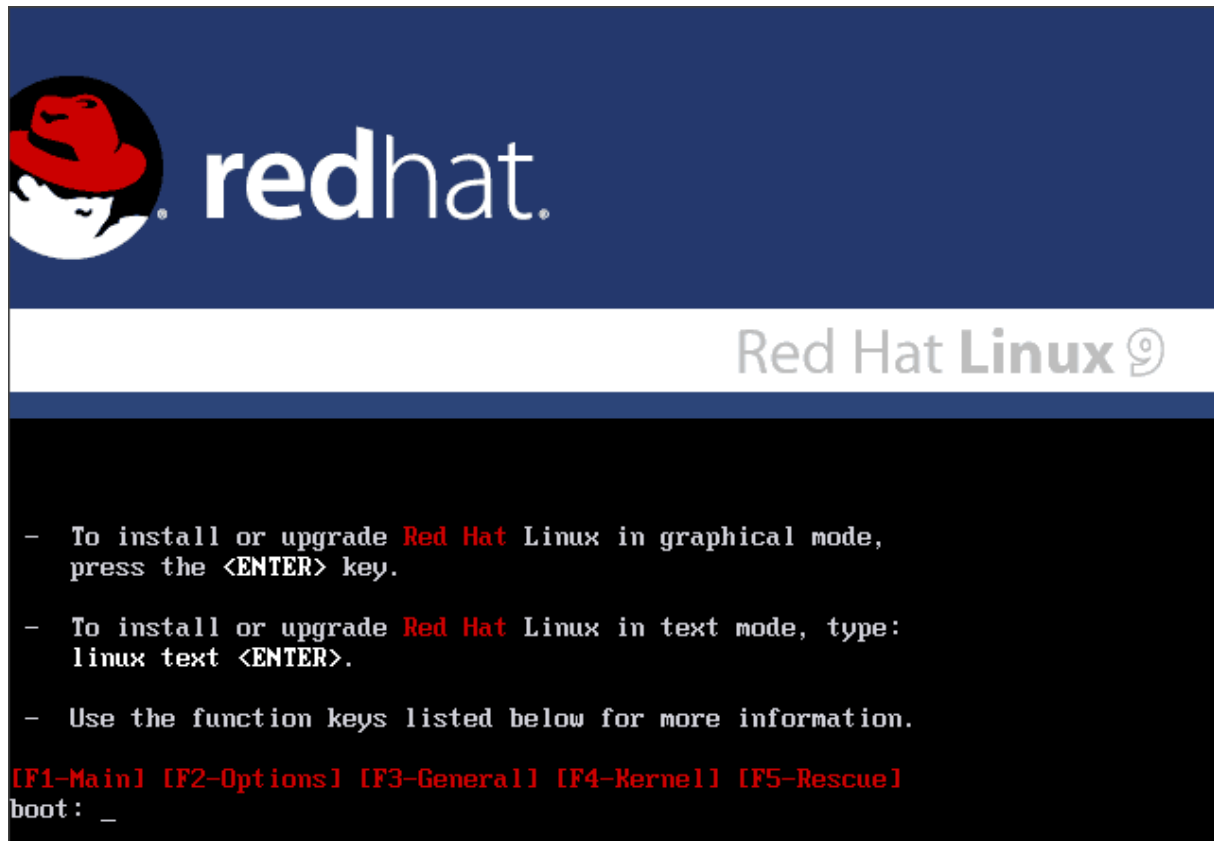 redhat.
Red Hat Linux 9
- To install or upgrade Red Hat Linux in graphical mode,
press the <ENTER> key.
- To install or upgrade Red Hat Linux in text mode, type:
linux text <ENTER>.
- Use the function keys listed below for more information.
[F1-Main] [F2-Options] [F3-General] [F4-Kernel] [F5-Rescue]
boot: _